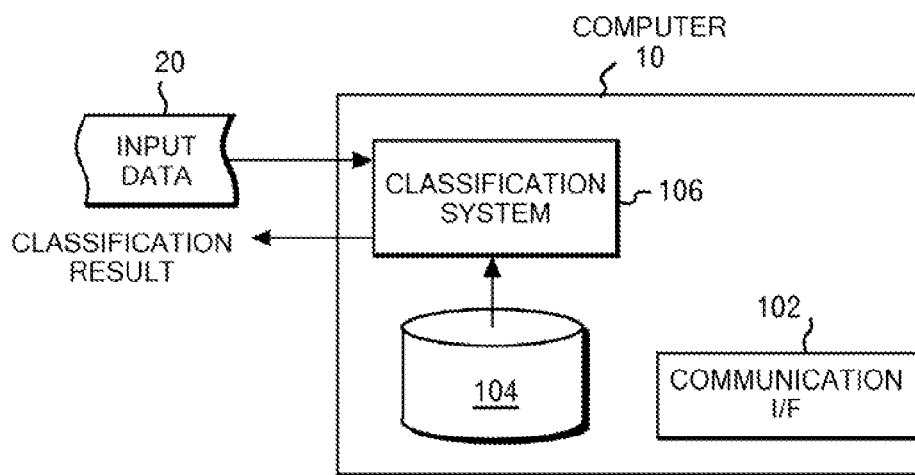 COMPUTER
10
20
INPUT
DATA
CLASSIFICATION
SYSTEM
106
CLASSIFICATION
RESULT
102
104
COMMUNICATION
I/F